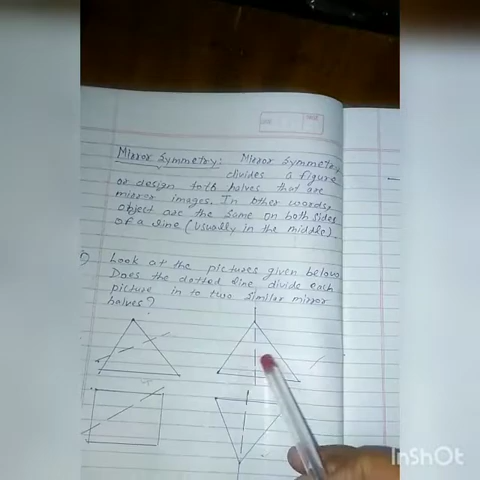 Mirror Symmetry: Mirror Symmetry
divides a figure
or design into halves that are
mirror images. In other words,
object are the same on both sides
of a line (usually in the middle).
Look at the pictures given below
Does the dotted line divide each
picture in to two similar mirror
halves?
InShOt